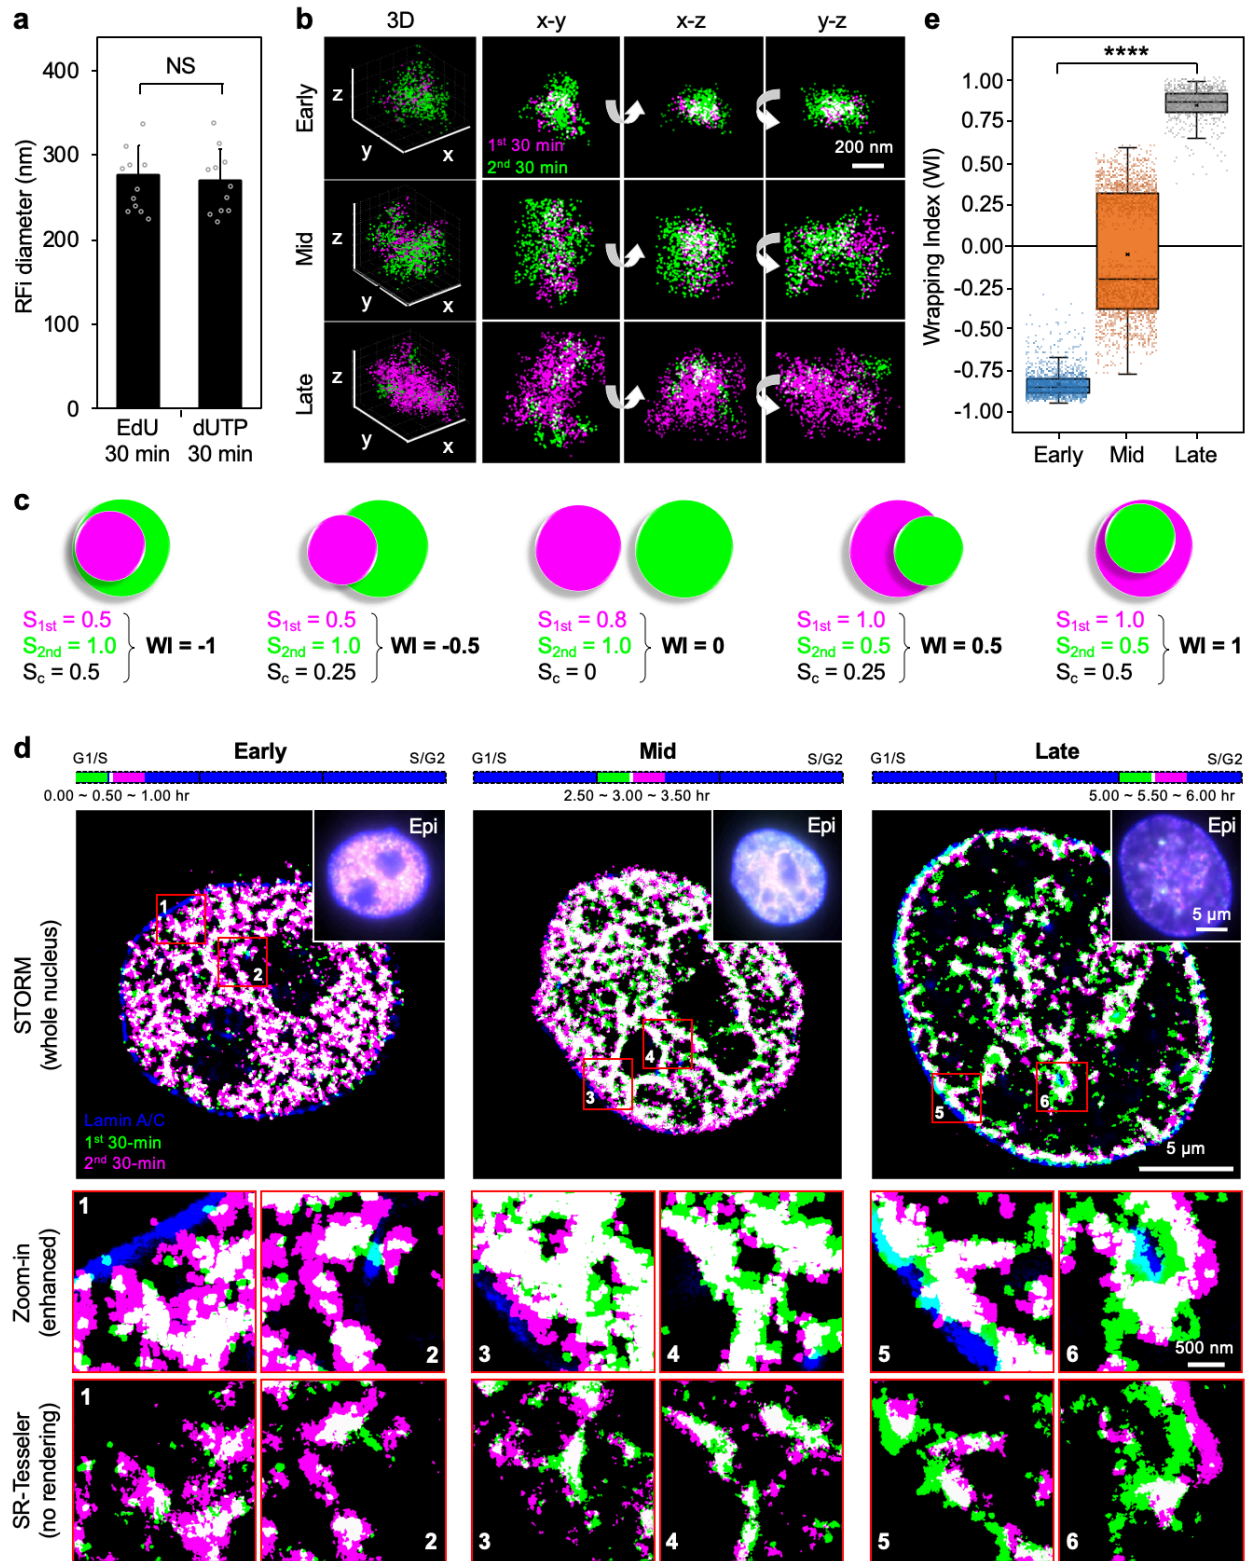 a
RFi diameter (nm)
400
300
200
100
0
NS
EdU
30 min
dUTP
30 min
b
3D
x-y
x-z
y-z
Early
Mid
Late
z
y
x
1st 30 min
2nd 30 min
200 nm
z
y
x
z
y
x
e
Wrapping Index (WI)
****
1.00
0.75
0.50
0.25
0.00
-0.25
-0.50
-0.75
-1.00
Early
Mid
Late
c
S1st = 0.5
S2nd = 1.0
Sc = 0.5
WI = -1
S1st = 0.5
S2nd = 1.0
Sc = 0.25
WI = -0.5
S1st = 0.8
S2nd = 1.0
Sc = 0
WI = 0
S1st = 1.0
S2nd = 0.5
Sc = 0.25
WI = 0.5
S1st = 1.0
S2nd = 0.5
Sc = 0.5
WI = 1
d
G1/S
Early
S/G2
0.00 ~ 0.50 ~ 1.00 hr
G1/S
Mid
S/G2
2.50 ~ 3.00 ~ 3.50 hr
G1/S
Late
S/G2
5.00 ~ 5.50 ~ 6.00 hr
STORM
(whole nucleus)
Epi
1
2
Lamin A/C
1st 30-min
2nd 30-min
Epi
3
4
Epi
5 µm
5
6
5 µm
Zoom-in
(enhanced)
1
2
3
4
5
6
500 nm
SR-Tesseler
(no rendering)
1
2
3
4
5
6